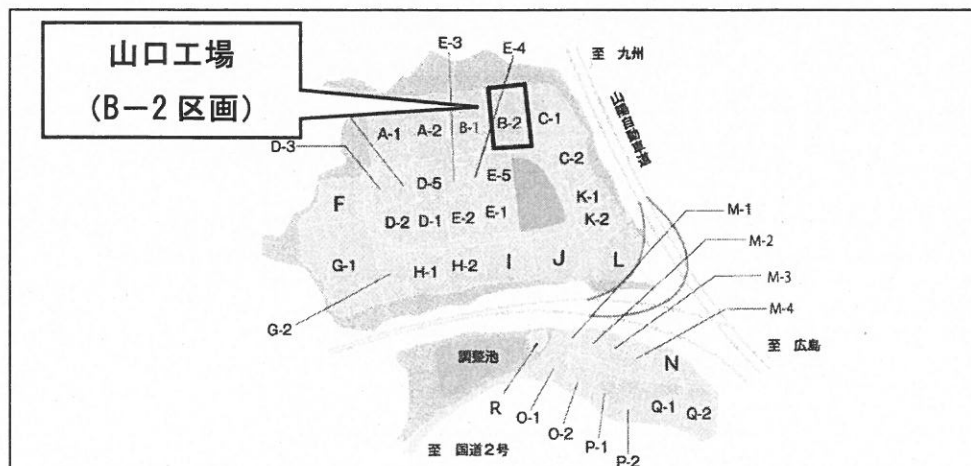 山口工場
(B－2 区画)
E-3
E-4
至 九州
山陽自動車道
A-1
A-2
B-1
B-2
C-1
D-3
C-2
D-5
E-5
F
K-1
D-2
D-1
E-2
E-1
K-2
M-1
M-2
G-1
H-1
H-2
I
J
L
M-3
M-4
G-2
至 広島
調整池
N
R
O-1
Q-1
Q-2
O-2
至 国道2号
P-1
P-2